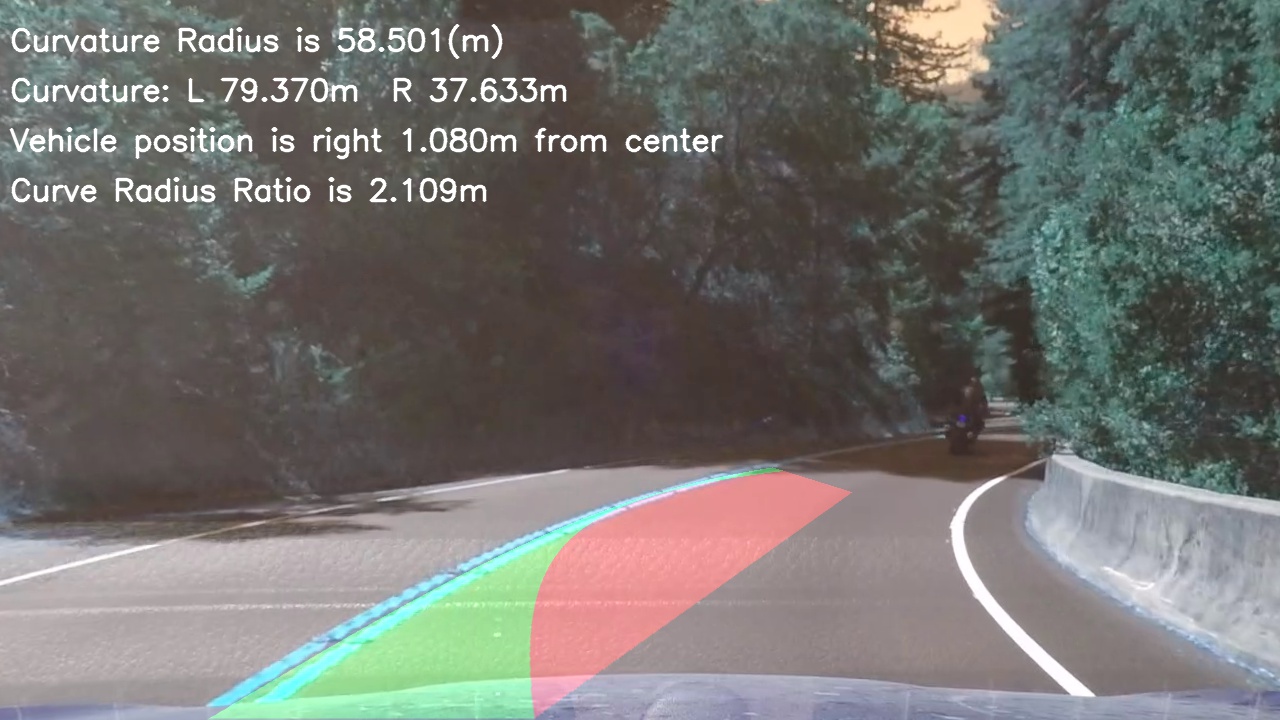 Curvature Radius is 58.501(m)
Curvature: L 79.370m R 37.633m
Vehicle position is right 1.080m from center
Curve Radius Ratio is 2.109m